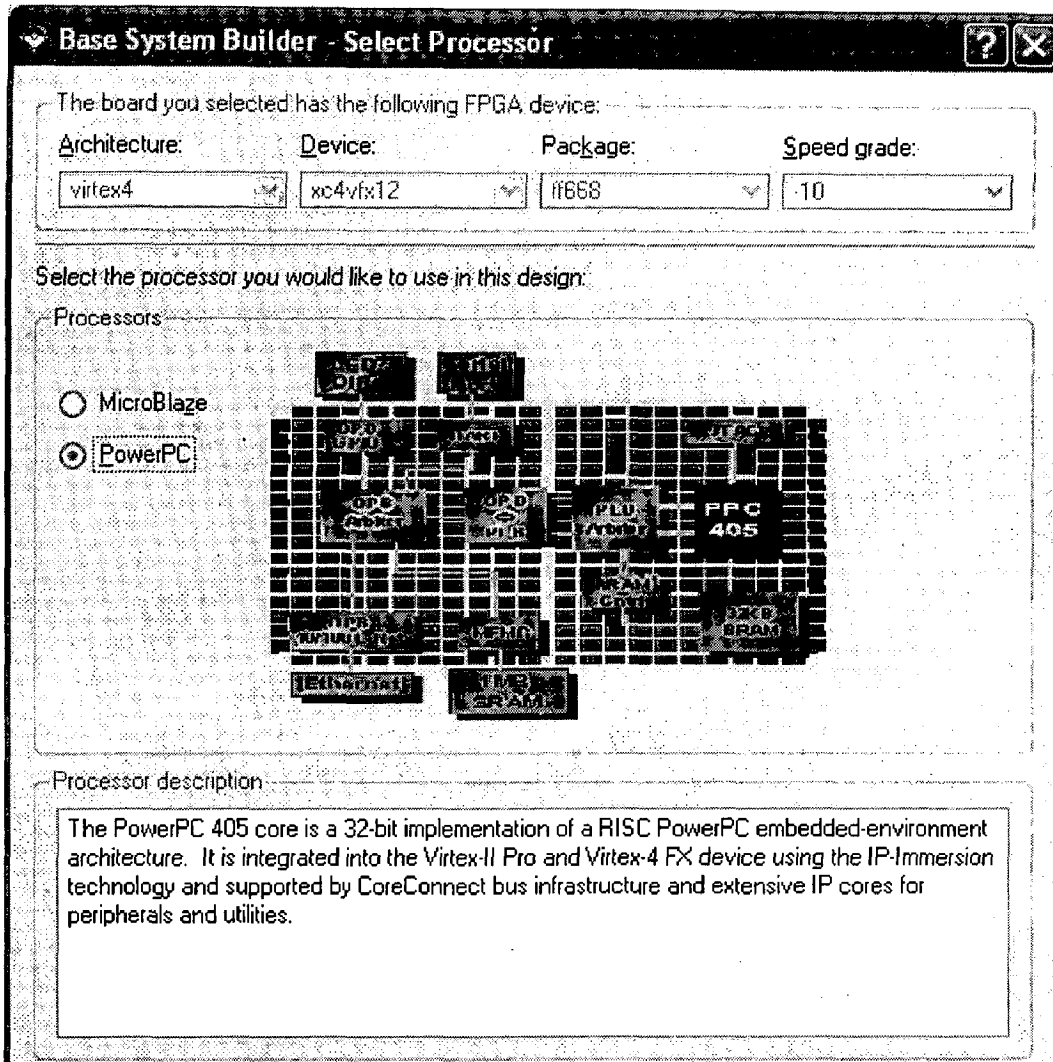 Base System Builder - Select Processor
The board you selected has the following FPGA device:
Architecture: Device: Package: Speed grade:
virtex4 xc4vfx12 ff668 -10
Select the processor you would like to use in this design:
Processors
MicroBlaze
PowerPC
PPC
405
Arbiter
Ethernet
SRAM
Processor description
The PowerPC 405 core is a 32-bit implementation of a RISC PowerPC embedded-environment
architecture. It is integrated into the Virtex-II Pro and Virtex-4 FX device using the IP-Immersion
technology and supported by CoreConnect bus infrastructure and extensive IP cores for
peripherals and utilities.